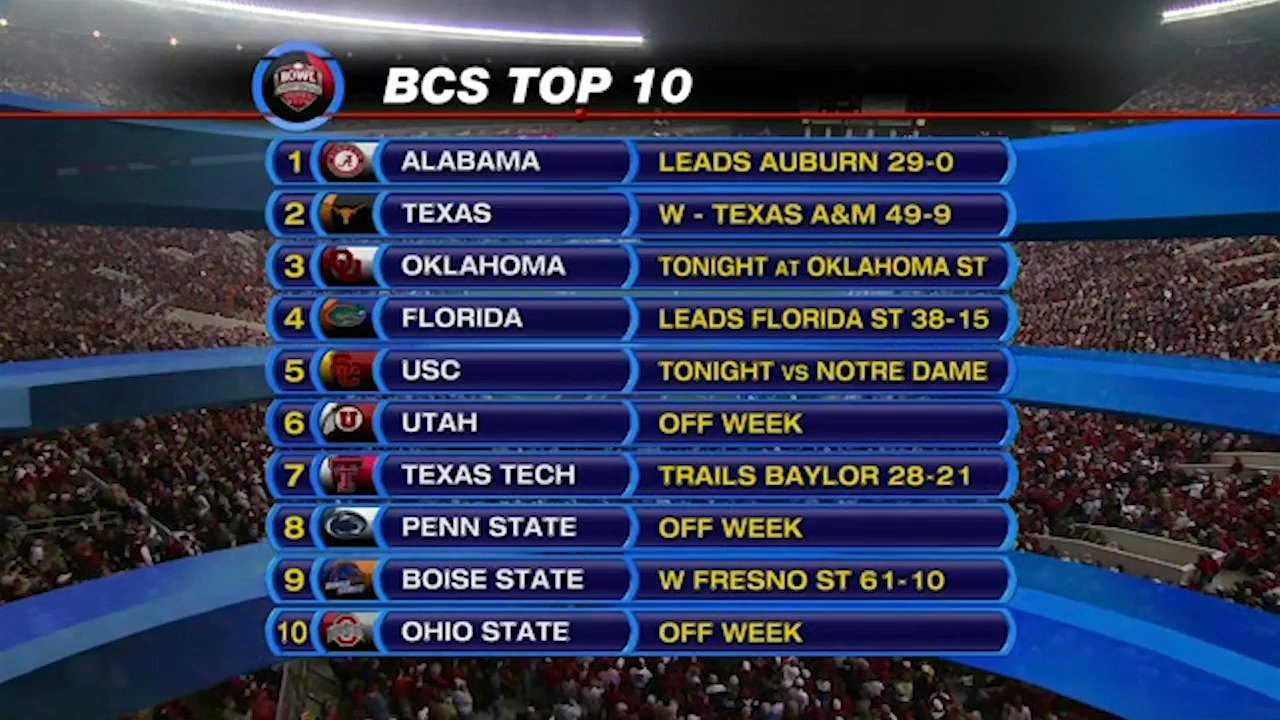 BOWL
BCS TOP 10
1 ALABAMA LEADS AUBURN 29-0
2 TEXAS W - TEXAS A&M 49-9
3 OKLAHOMA TONIGHT AT OKLAHOMA ST
4 FLORIDA LEADS FLORIDA ST 38-15
5 USC TONIGHT VS NOTRE DAME
6 UTAH OFF WEEK
7 TEXAS TECH TRAILS BAYLOR 28-21
8 PENN STATE OFF WEEK
9 BOISE STATE W FRESNO ST 61-10
10 OHIO STATE OFF WEEK